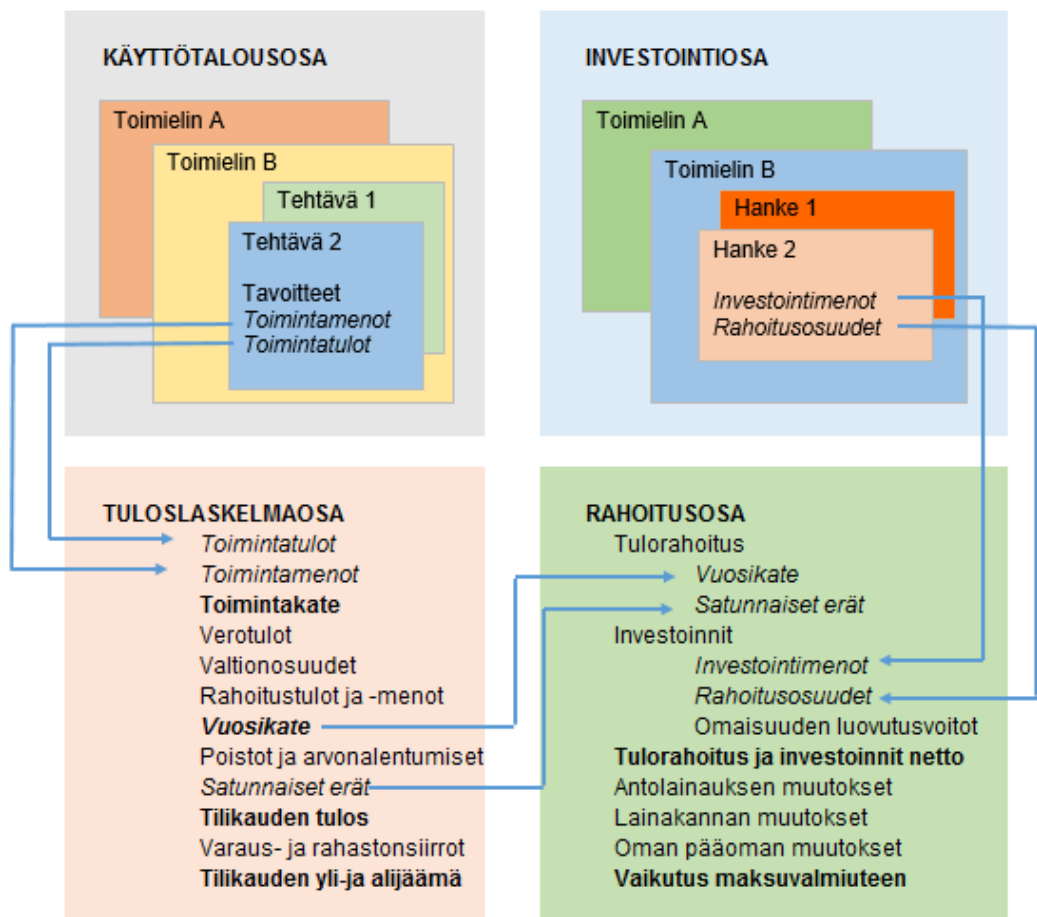 KÄYTTÖTALOUSOSA
Toimielin A
Toimielin B
Tehtävä 1
Tehtävä 2
Tavoitteet
Toimintamenot
Toimintatulot
INVESTOINTIOSA
Toimielin A
Toimielin B
Hanke 1
Hanke 2
Investointimenot
Rahoitusosuudet
TULOSLASKELMAOSA
Toimintatulot
Toimintamenot
Toimintakate
Verotulot
Valtionosuudet
Rahoitustulot ja -menot
Vuosikate
Poistot ja arvonalentumiset
Satunnaiset erät
Tilikauden tulos
Varaus- ja rahastonsiirrot
Tilikauden yli-ja alijäämä
RAHOITUSOSA
Tulorahoitus
Vuosikate
Satunnaiset erät
Investoinnit
Investointimenot
Rahoitusosuudet
Omaisuuden luovutusvoitot
Tulorahoitus ja investoinnit netto
Antolainauksen muutokset
Lainakannan muutokset
Oman pääoman muutokset
Vaikutus maksuvalmiuteen